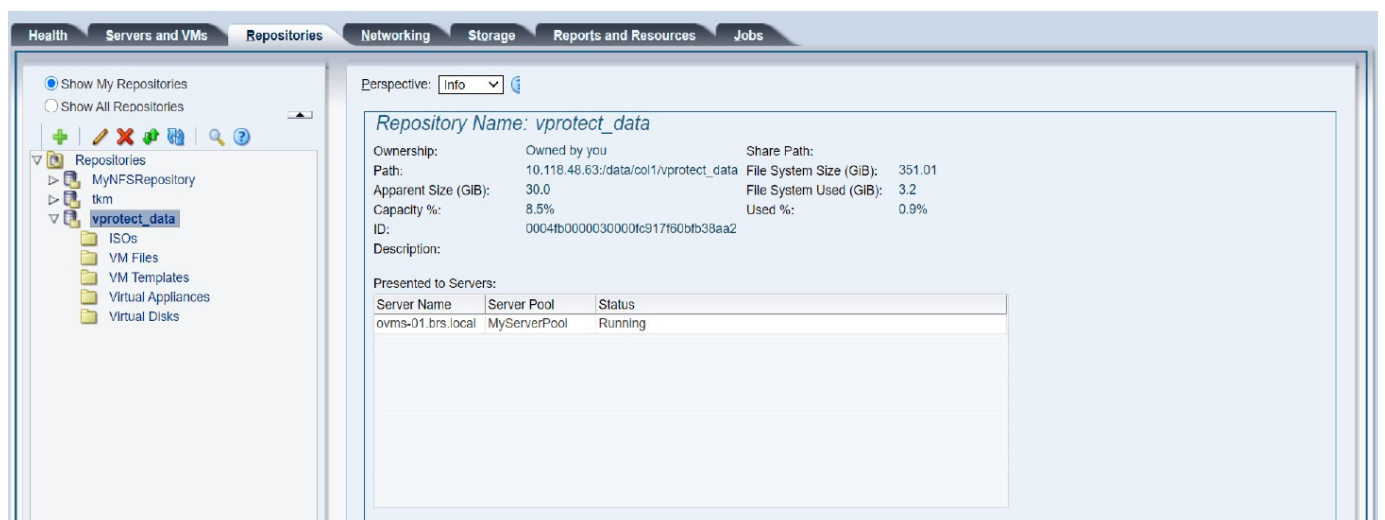 Health Servers and VMs Repositories Networking Storage Reports and Resources Jobs
Show My Repositories
Show All Repositories
Repositories
MyNFSRepository
tkm
vprotect_data
ISOs
VM Files
VM Templates
Virtual Appliances
Virtual Disks
Perspective: Info
Repository Name: vprotect_data
Ownership: Owned by you Share Path:
Path: 10.118.48.63:/data/col1/vprotect_data File System Size (GiB): 351.01
Apparent Size (GiB): 30.0 File System Used (GiB): 3.2
Capacity %: 8.5% Used %: 0.9%
ID: 0004fb0000030000fc917f60bfb38aa2
Description:
Presented to Servers:
Server Name Server Pool Status
ovms-01.brs.local MyServerPool Running